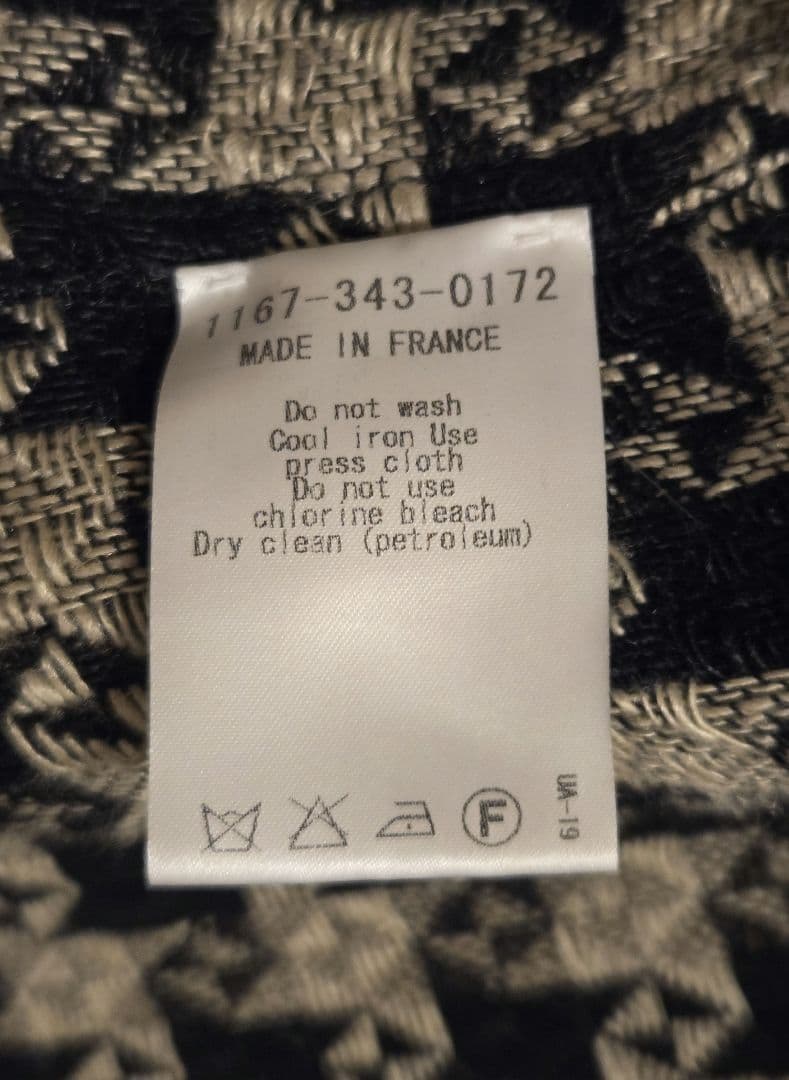 1167-343-0172
MADE IN FRANCE
Do not wash
Cool iron Use
press cloth
Do not use
chlorine bleach
Dry clean (petroleum)
F
UA-19